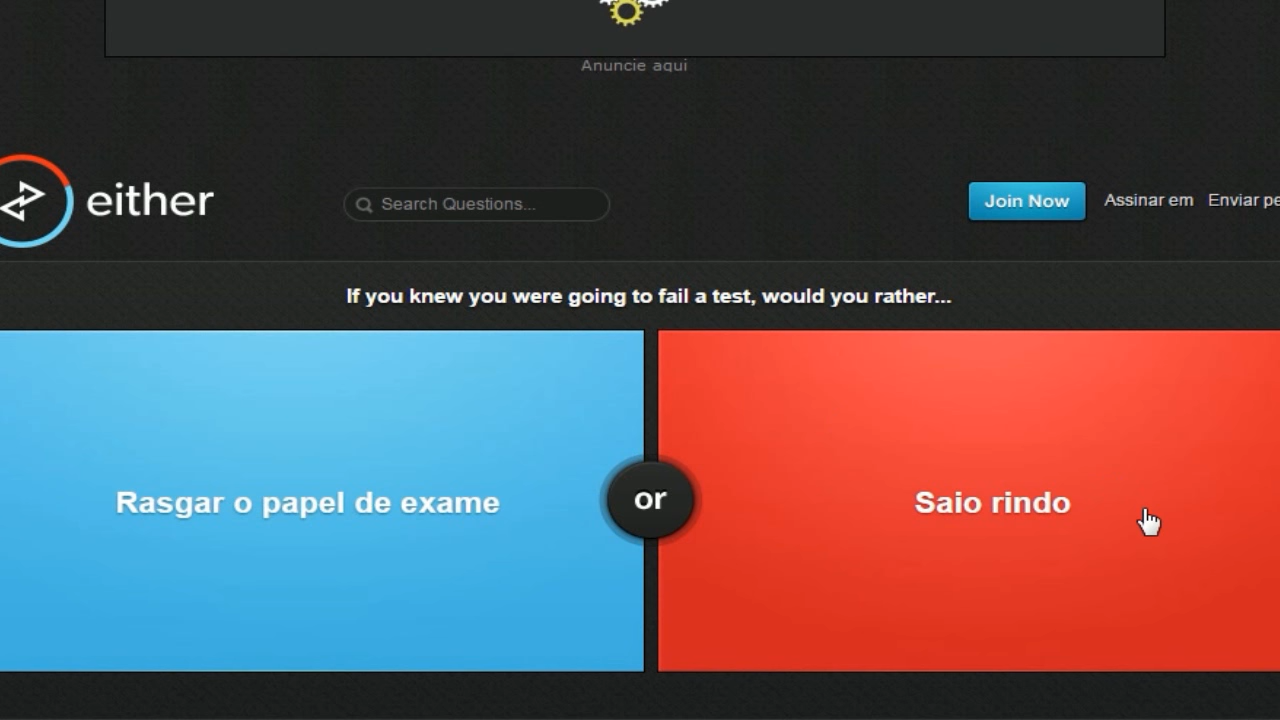 Anuncie aqui
either
Search Questions...
Join Now
Assinar em
Enviar
If you knew you were going to fail a test, would you rather...
Rasgar o papel de exame
or
Saio rindo